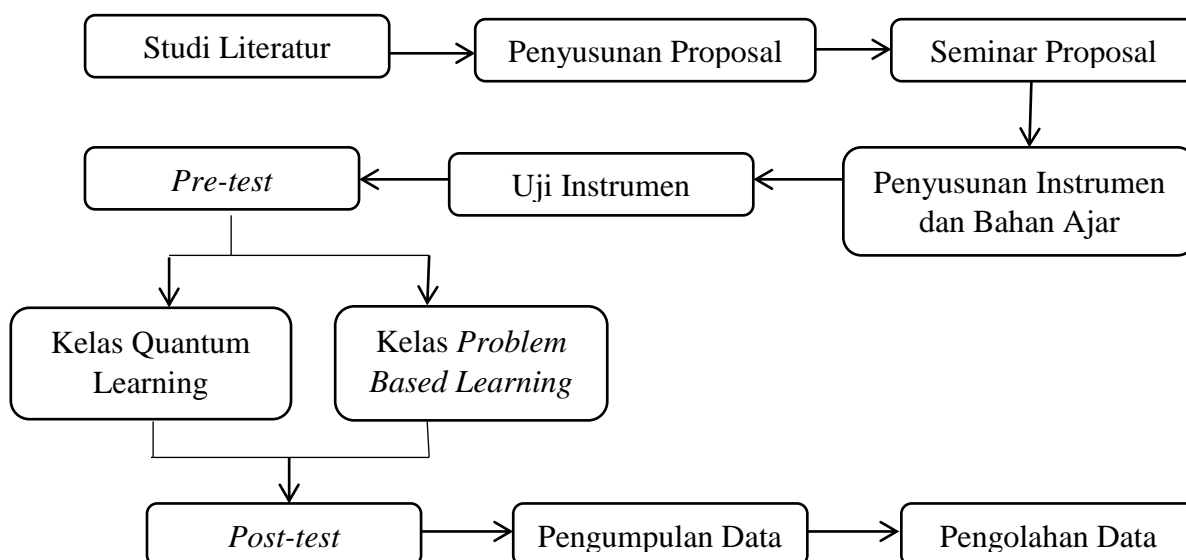 Studi Literatur
Penyusunan Proposal
Seminar Proposal
Penyusunan Instrumen
dan Bahan Ajar
Uji Instrumen
Pre-test
Kelas Quantum
Learning
Kelas Problem
Based Learning
Post-test
Pengumpulan Data
Pengolahan Data